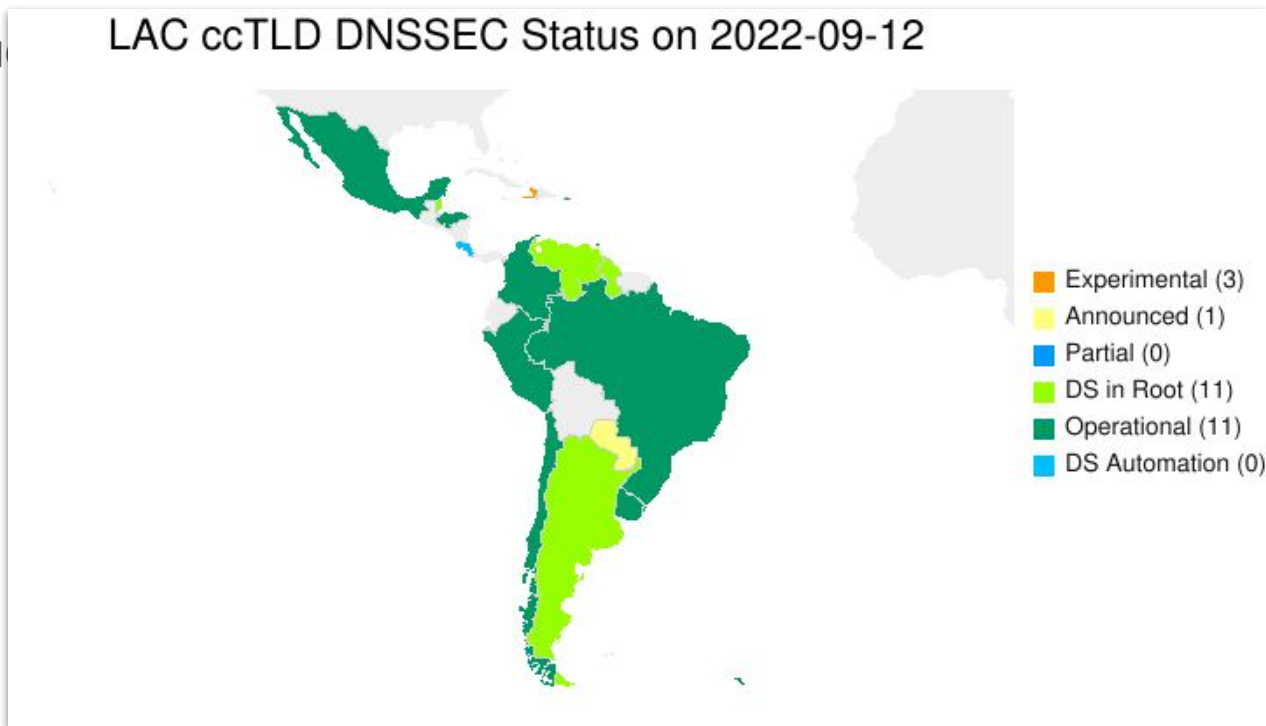 LAC ccTLD DNSSEC Status on 2022-09-12
Experimental (3)
Announced (1)
Partial (0)
DS in Root (11)
Operational (11)
DS Automation (0)